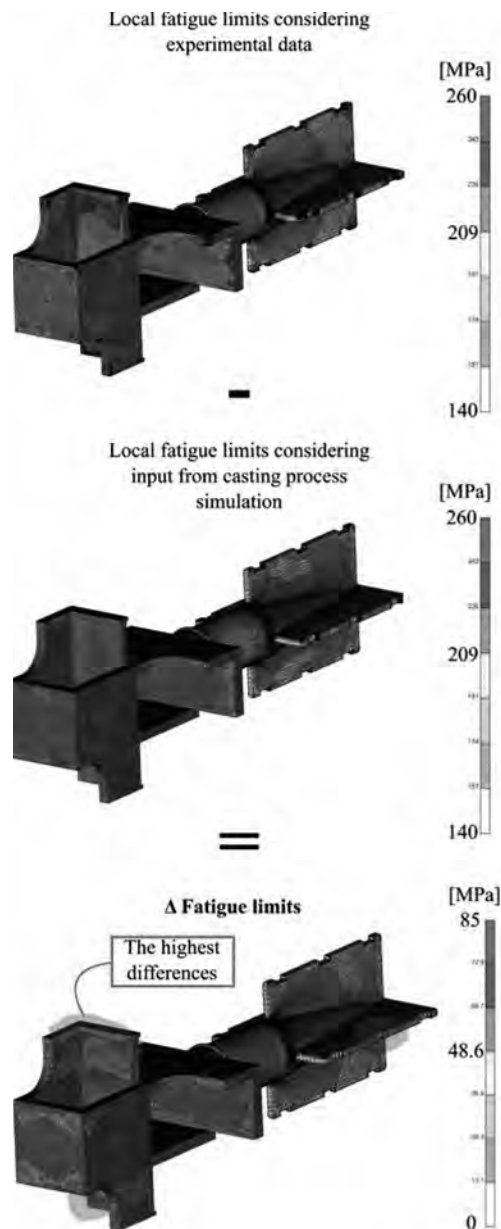 Local fatigue limits considering
experimental data
[MPa]
260
209
140
Local fatigue limits considering
input from casting process
simulation
[MPa]
260
209
140
Δ Fatigue limits
[MPa]
85
The highest
differences
48.6
0